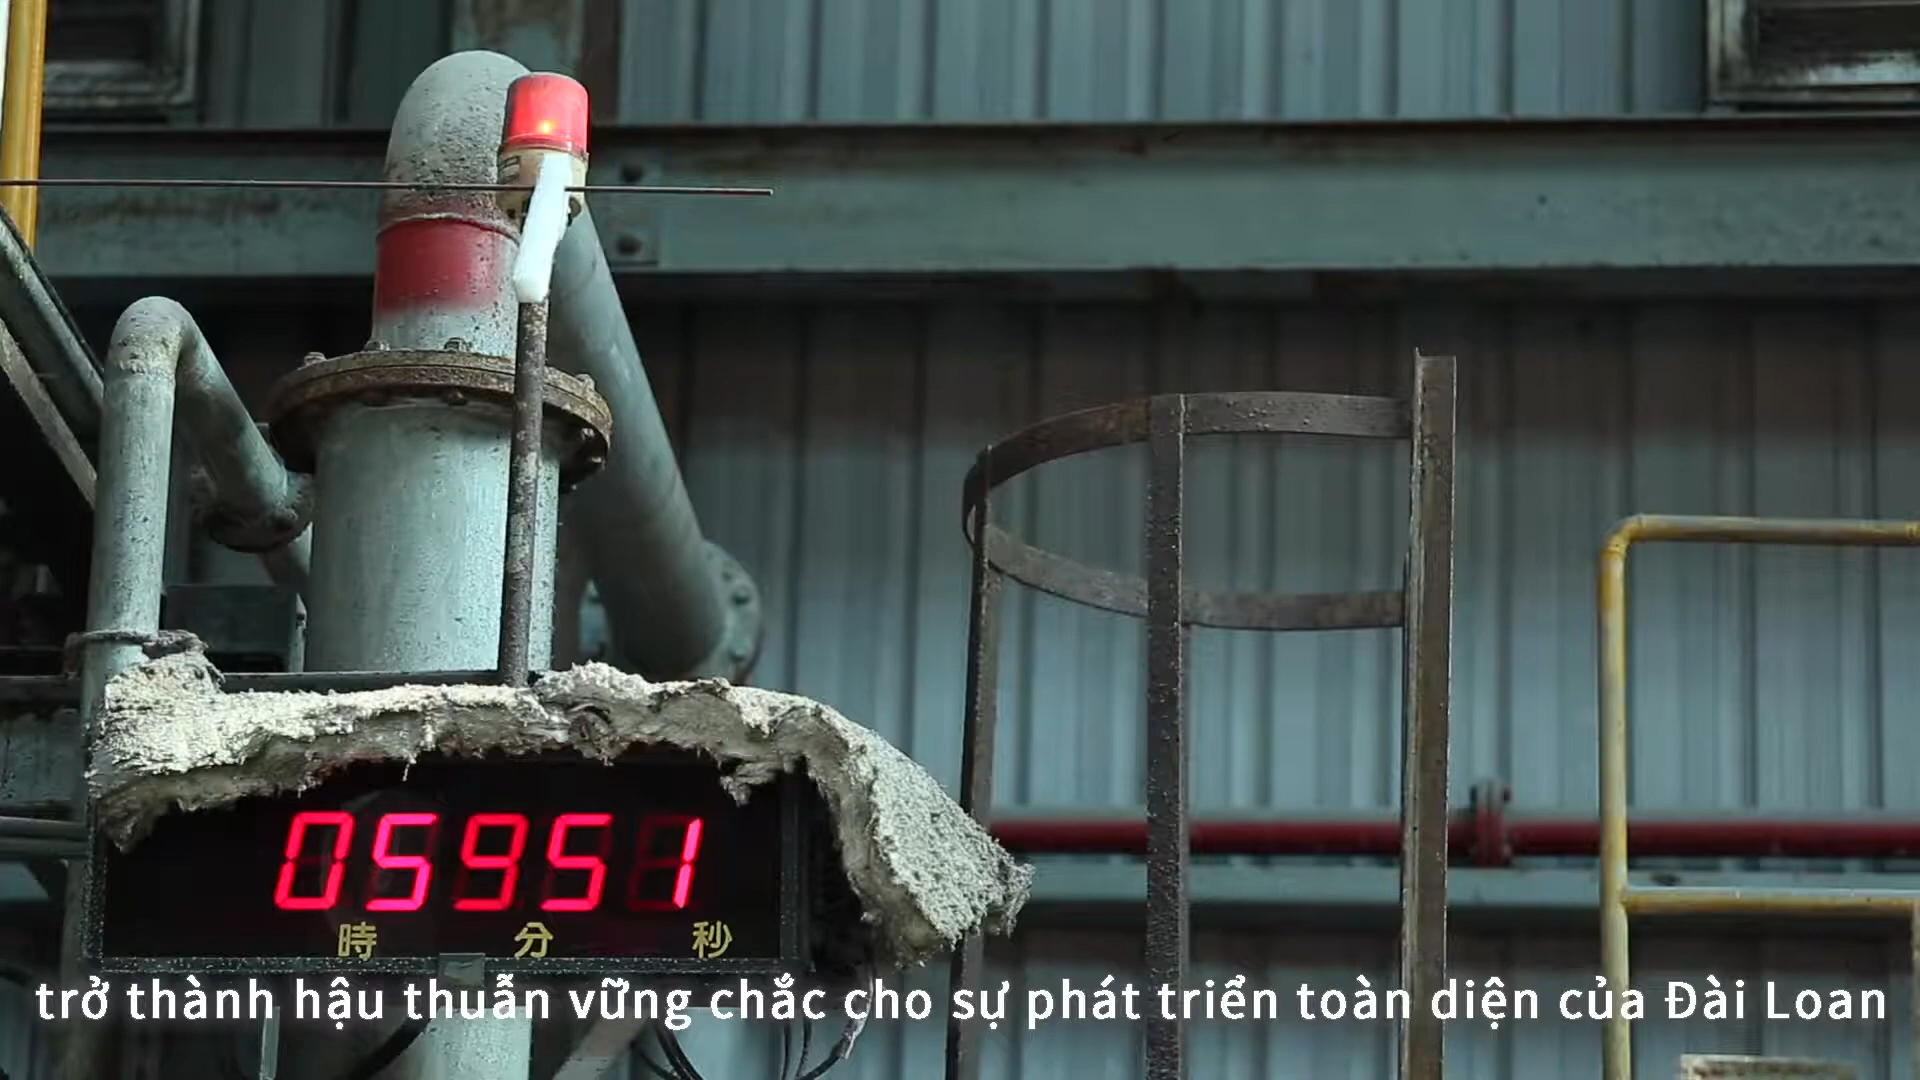 05951
時 分 秒
trở thành hậu thuẫn vững chắc cho sự phát triển toàn diện của Đài Loan